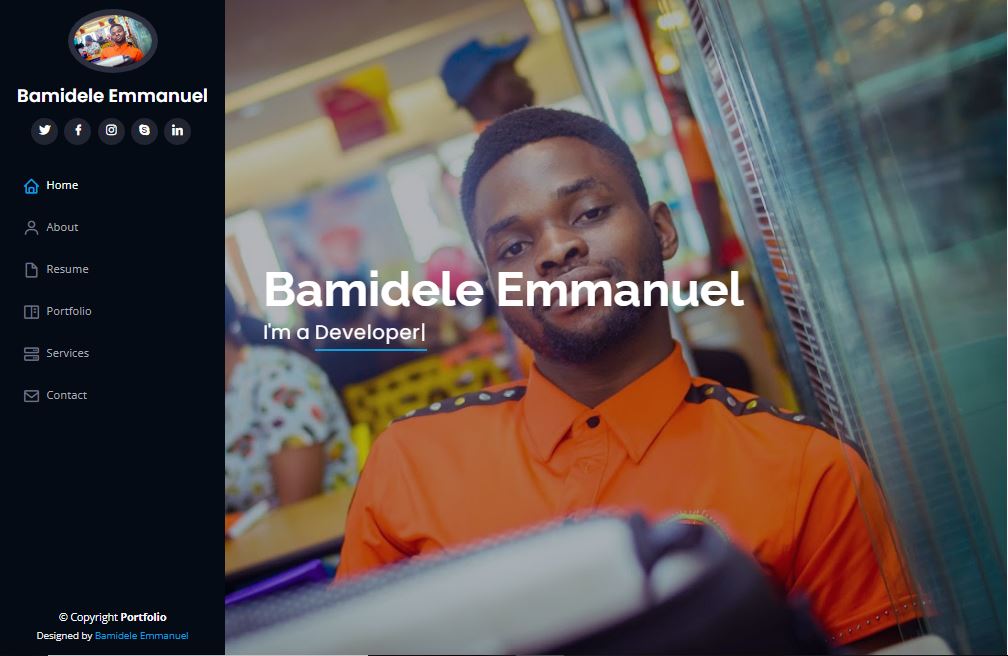 Bamidele Emmanuel
Home
About
Resume
Portfolio
Services
Contact
© Copyright Portfolio
Designed by Bamidele Emmanuel
Bamidele Emmanuel
I'm a Developer|